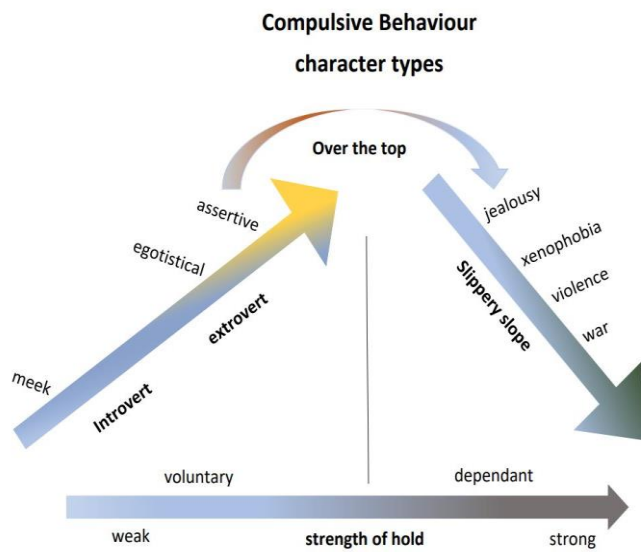 Compulsive Behaviour
character types
Over the top
assertive
egotistical
meek
Introvert
extrovert
jealousy
xenophobia
violence
war
Slippery slope
voluntary
dependant
weak
strength of hold
strong